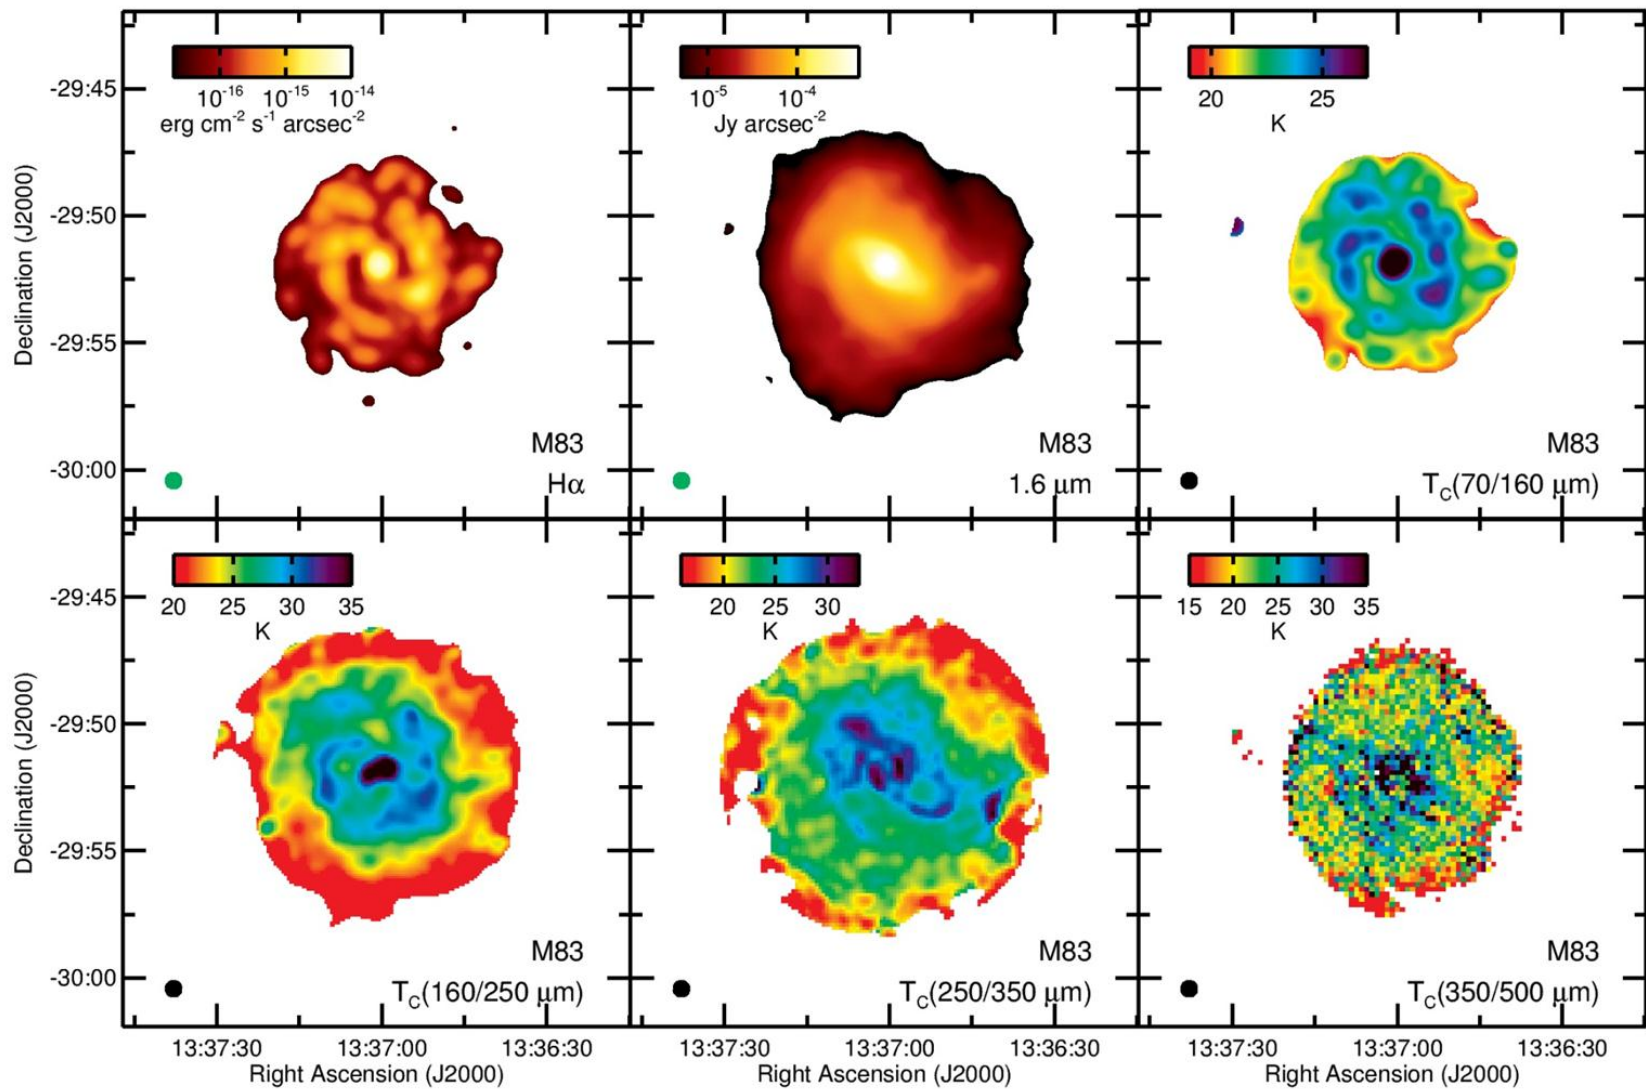 10⁻¹⁶ 10⁻¹⁵ 10⁻¹⁴
erg cm⁻² s⁻¹ arcsec⁻²
M83
Hα
10⁻⁵ 10⁻⁴
Jy arcsec⁻²
M83
1.6 μm
20 25
K
M83
T_C(70/160 μm)
-29:45
-29:50
-29:55
-30:00
Declination (J2000)
20 25 30 35
K
M83
T_C(160/250 μm)
20 25 30
K
M83
T_C(250/350 μm)
15 20 25 30 35
K
M83
T_C(350/500 μm)
-29:45
-29:50
-29:55
-30:00
Declination (J2000)
13:37:30 13:37:00 13:36:30
Right Ascension (J2000)
13:37:30 13:37:00 13:36:30
Right Ascension (J2000)
13:37:30 13:37:00 13:36:30
Right Ascension (J2000)